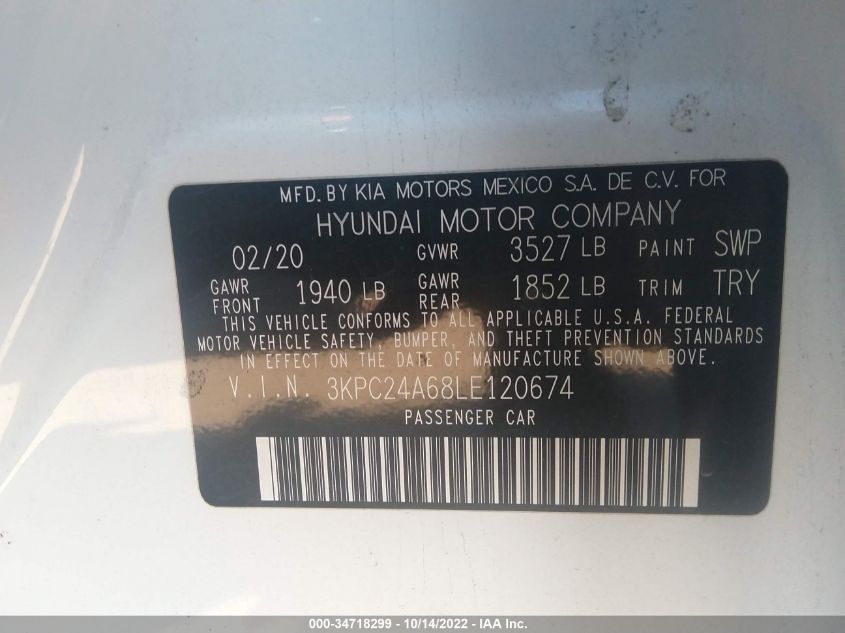 MFD. BY KIA MOTORS MEXICO S.A. DE C.V. FOR
HYUNDAI MOTOR COMPANY
02/20 GVWR 3527 LB PAINT SWP
GAWR FRONT 1940 LB GAWR REAR 1852 LB TRIM TRY
THIS VEHICLE CONFORMS TO ALL APPLICABLE U.S.A. FEDERAL
MOTOR VEHICLE SAFETY, BUMPER, AND THEFT PREVENTION STANDARDS
IN EFFECT ON THE DATE OF MANUFACTURE SHOWN ABOVE.
V.I.N. 3KPC24A68LE120674
PASSENGER CAR
000-34718299 - 10/14/2022 - IAA Inc.